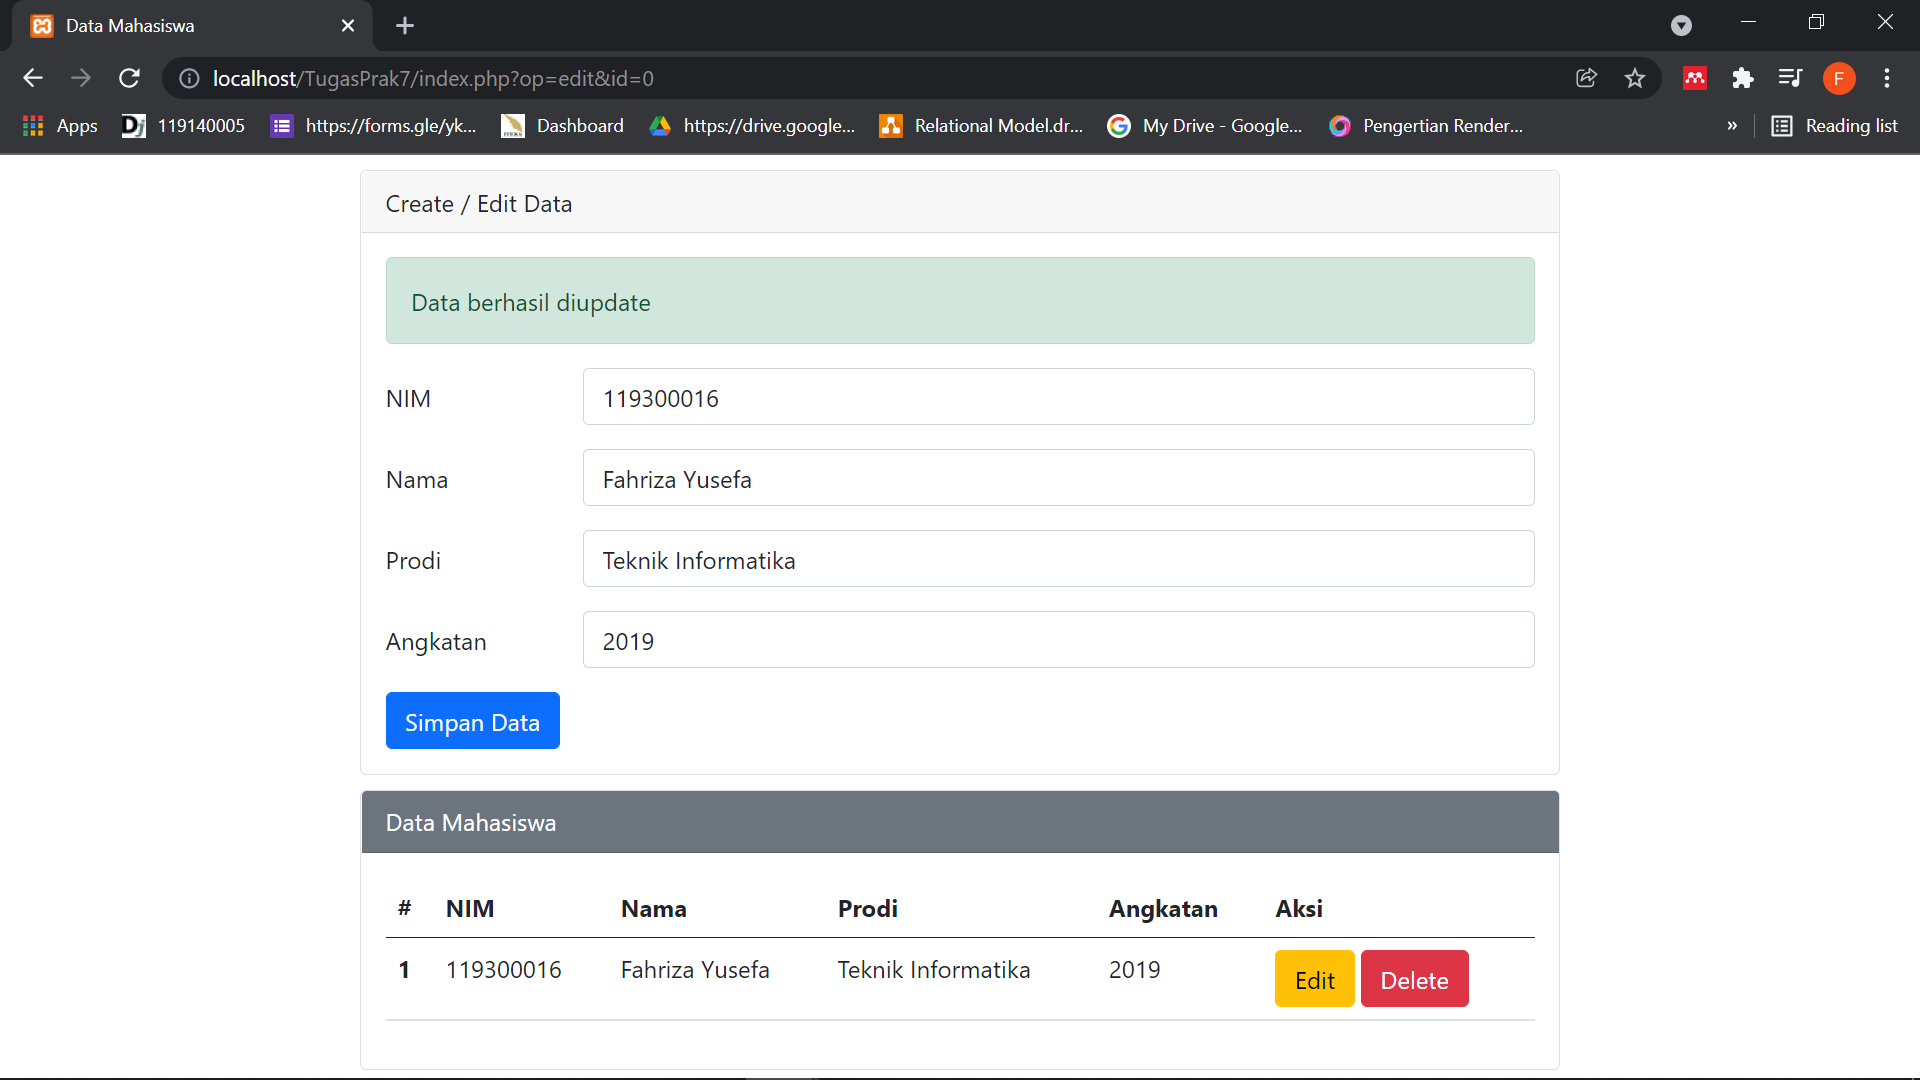 Data Mahasiswa
localhost/TugasPrak7/index.php?op=edit&id=0
F
Apps 119140005 https://forms.gle/yk... Dashboard https://drive.google... Relational Model.dr... My Drive - Google... Pengertian Render... » Reading list
Create / Edit Data
Data berhasil diupdate
NIM 119300016
Nama Fahriza Yusefa
Prodi Teknik Informatika
Angkatan 2019
Simpan Data
Data Mahasiswa
# NIM Nama Prodi Angkatan Aksi
1 119300016 Fahriza Yusefa Teknik Informatika 2019 Edit Delete